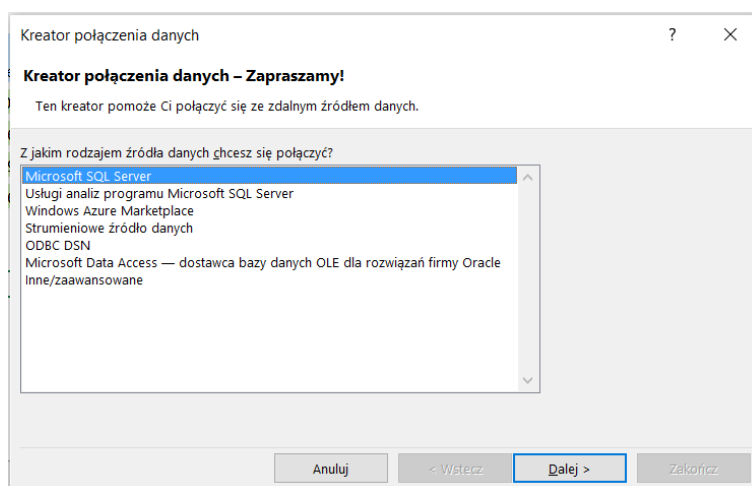 Kreator połączenia danych
? ×
Kreator połączenia danych – Zapraszamy!
Ten kreator pomoże Ci połączyć się ze zdalnym źródłem danych.
Z jakim rodzajem źródła danych chcesz się połączyć?
Microsoft SQL Server
Usługi analiz programu Microsoft SQL Server
Windows Azure Marketplace
Strumieniowe źródło danych
ODBC DSN
Microsoft Data Access — dostawca bazy danych OLE dla rozwiązań firmy Oracle
Inne/zaawansowane
Anuluj
< Wstecz
Dalej >
Zakończ